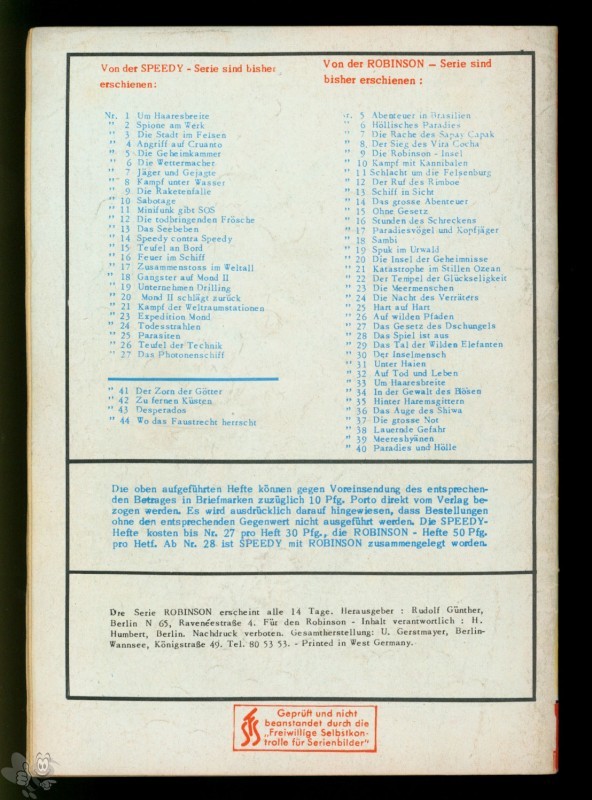 Von der SPEEDY - Serie sind bisher
erschienen:
Nr. 1 Um Haaresbreite
" 2 Spione am Werk
" 3 Die Stadt im Felsen
" 4 Angriff auf Cruanto
" 5 Die Geheimkammer
" 6 Die Wettermacher
" 7 Jäger und Gejagte
" 8 Kampf unter Wasser
" 9 Die Raketenfalle
" 10 Sabotage
" 11 Minifunk gibt SOS
" 12 Die todbringenden Frösche
" 13 Das Seebeben
" 14 Speedy contra Speedy
" 15 Teufel an Bord
" 16 Feuer im Schiff
" 17 Zusammenstoss im Weltall
" 18 Gangster auf Mond II
" 19 Unternehmen Drilling
" 20 Mond II schlägt zurück
" 21 Kampf der Weltraumstationen
" 23 Expedition Mond
" 24 Todesstrahlen
" 25 Parasiten
" 26 Teufel der Technik
" 27 Das Photonenschiff
" 41 Der Zorn der Götter
" 42 Zu fernen Küsten
" 43 Desperados
" 44 Wo das Faustrecht herrscht
Von der ROBINSON - Serie sind
bisher erschienen :
Nr. 5 Abenteuer in Brasilien
" 6 Höllisches Paradies
" 7 Die Rache des Sapay Capak
" 8. Der Sieg des Vira Cocha
" 9 Die Robinson - Insel
" 10 Kampf mit Kannibalen
" 11 Schlacht um die Felsenburg
" 12 Der Ruf des Rimboe
" 13 Schiff in Sicht
" 14 Das grosse Abenteuer
" 15 Ohne Gesetz
" 16 Stunden des Schreckens
" 17 Paradiesvögel und Kopfjäger
" 18 Sambi
" 19 Spuk im Urwald
" 20 Die Insel der Geheimnisse
" 21 Katastrophe im Stillen Ozean
" 22 Der Tempel der Glückseligkeit
" 23 Die Meermenschen
" 24 Die Nacht des Verräters
" 25 Hart auf Hart
" 26 Auf wilden Pfaden
" 27 Das Gesetz des Dschungels
" 28 Das Spiel ist aus
" 29 Das Tal der Wilden Elefanten
" 30 Der Inselmensch
" 31 Unter Haien
" 32 Auf Tod und Leben
" 33 Um Haaresbreite
" 34 In der Gewalt des Bösen
" 35 Hinter Haremsgittern
" 36 Das Auge des Shiwa
" 37 Die grosse Not
" 38 Lauernde Gefahr
" 39 Meereshyänen
" 40 Paradies und Hölle
Die oben aufgeführten Hefte können gegen Voreinsendung des entsprechen-
den Betrages in Briefmarken zuzüglich 10 Pfg. Porto direkt vom Verlag be-
zogen werden. Es wird ausdrücklich darauf hingewiesen, dass Bestellungen
ohne den entsprechenden Gegenwert nicht ausgeführt werden. Die SPEEDY-
Hefte kosten bis Nr. 27 pro Heft 30 Pfg., die ROBINSON - Hefte 50 Pfg.
pro Hetf. Ab Nr. 28 ist SPEEDY mit ROBINSON zusammengelegt worden.
Die Serie ROBINSON erscheint alle 14 Tage. Herausgeber : Rudolf Günther,
Berlin N 65, Ravenéestraße 4. Für den Robinson - Inhalt verantwortlich : H.
Humbert, Berlin. Nachdruck verboten. Gesamtherstellung: U. Gerstmayer, Berlin-
Wannsee, Königstraße 49. Tel. 80 53 53. - Printed in West Germany.
Geprüft und nicht
beanstandet durch die
„Freiwillige Selbstkon-
trolle für Serienbilder"